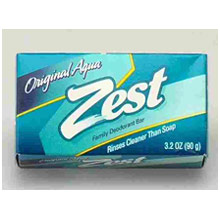 Original Aqua
Zest
Family Deodorant Bar
Rinses Cleaner Than Soap
3.2 OZ (90 g)